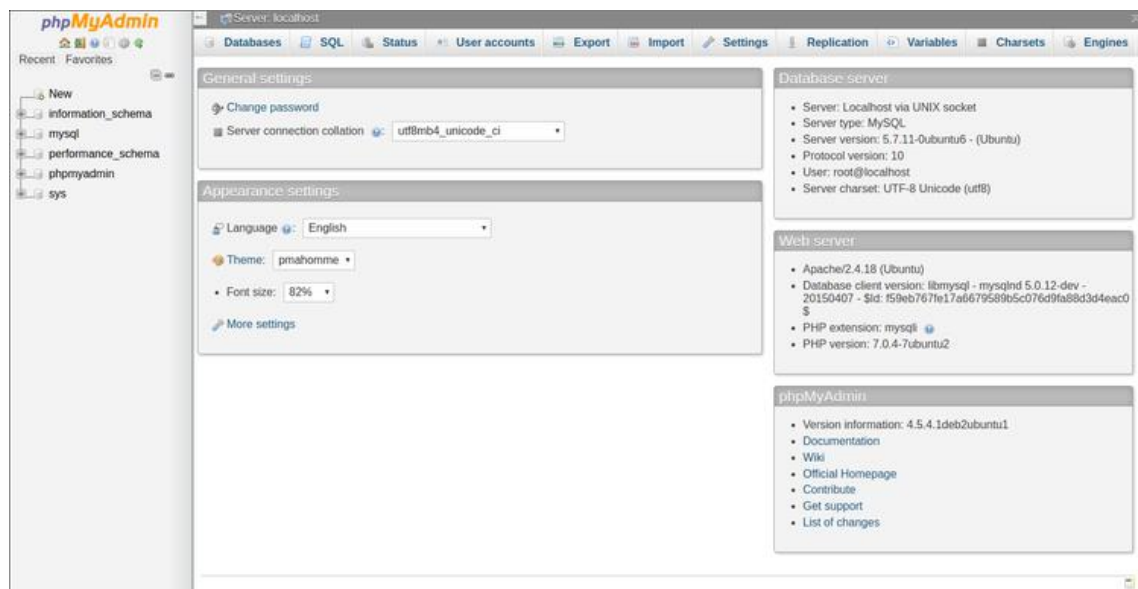 phpMyAdmin
Recent Favorites
New
information_schema
mysql
performance_schema
phpmyadmin
sys
Server: localhost
Databases SQL Status User accounts Export Import Settings Replication Variables Charsets Engines
General settings
Change password
Server connection collation : utf8mb4_unicode_ci
Appearance settings
Language : English
Theme: pmahomme
Font size: 82%
More settings
Database server
Server: Localhost via UNIX socket
Server type: MySQL
Server version: 5.7.11-0ubuntu6 - (Ubuntu)
Protocol version: 10
User: root@localhost
Server charset: UTF-8 Unicode (utf8)
Web server
Apache/2.4.18 (Ubuntu)
Database client version: libmysql - mysqlnd 5.0.12-dev -
20150407 - $Id: f59eb767fe17a6679589b5c076d9fa88d3d4eac0
$
PHP extension: mysqli
PHP version: 7.0.4-7ubuntu2
phpMyAdmin
Version information: 4.5.4.1deb2ubuntu1
Documentation
Wiki
Official Homepage
Contribute
Get support
List of changes